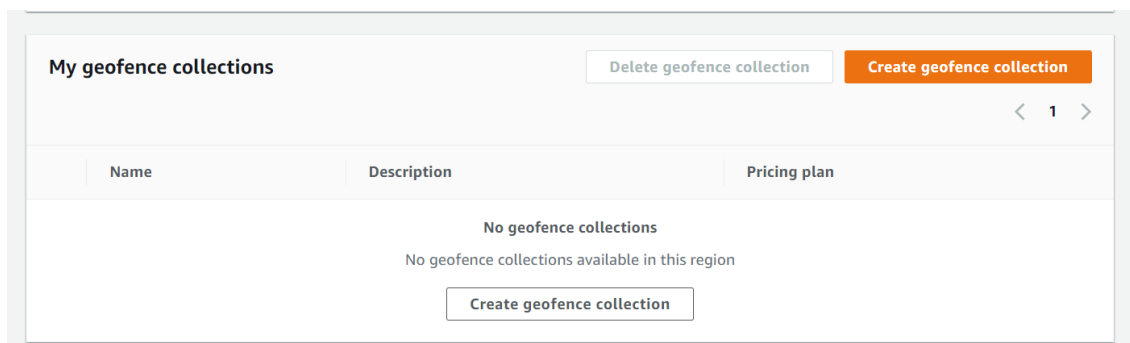 My geofence collections
Delete geofence collection
Create geofence collection
1
Name Description Pricing plan
No geofence collections
No geofence collections available in this region
Create geofence collection